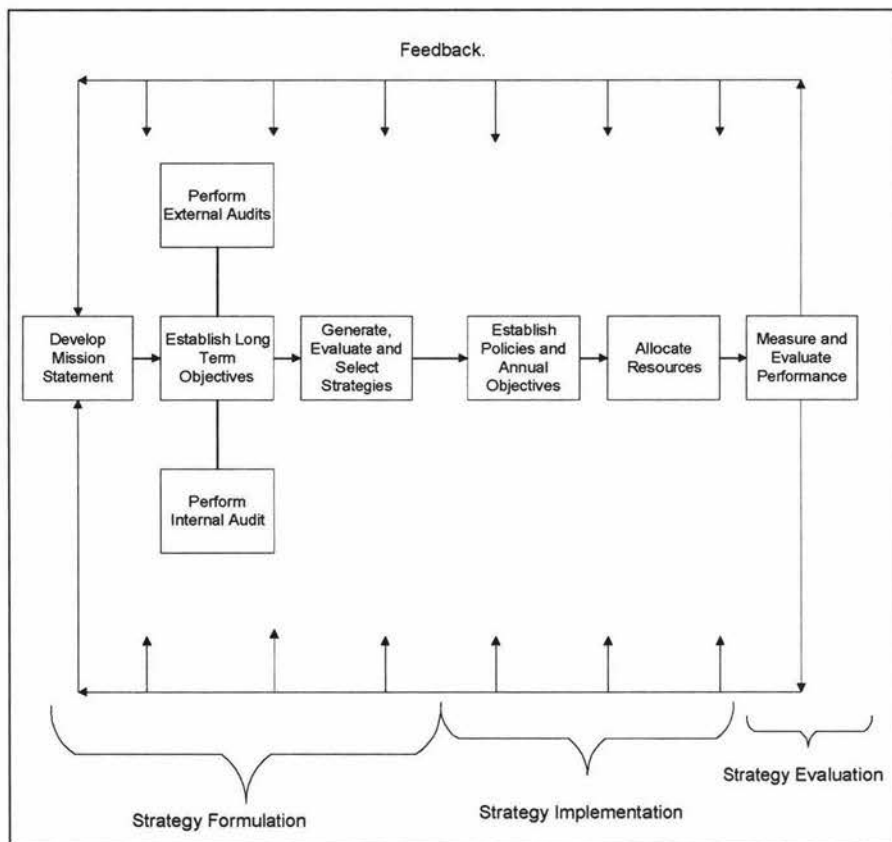 Feedback.
Perform
External Audits
Develop
Mission
Statement
Establish Long
Term
Objectives
Generate,
Evaluate and
Select
Strategies
Establish
Policies and
Annual
Objectives
Allocate
Resources
Measure and
Evaluate
Performance
Perform
Internal Audit
Strategy Formulation
Strategy Implementation
Strategy Evaluation